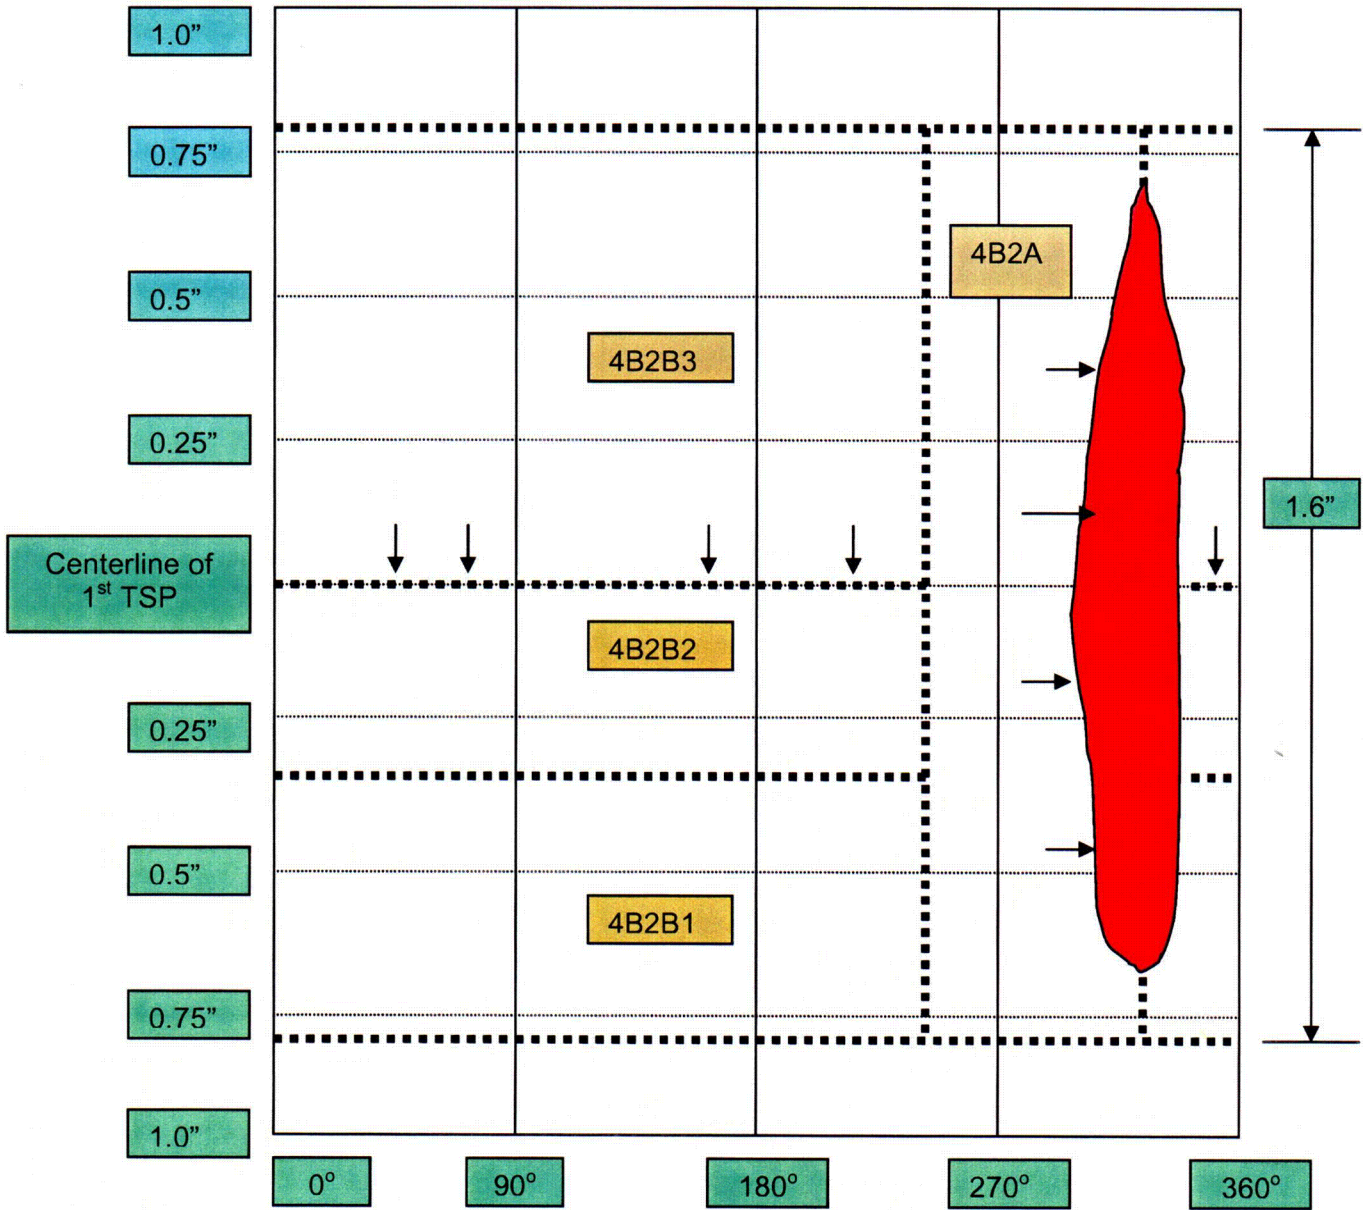 1.0”
0.75”
4B2A
0.5”
4B2B3
0.25”
1.6”
Centerline of
1st TSP
4B2B2
0.25”
0.5”
4B2B1
0.75”
1.0”
0° 90° 180° 270° 360°